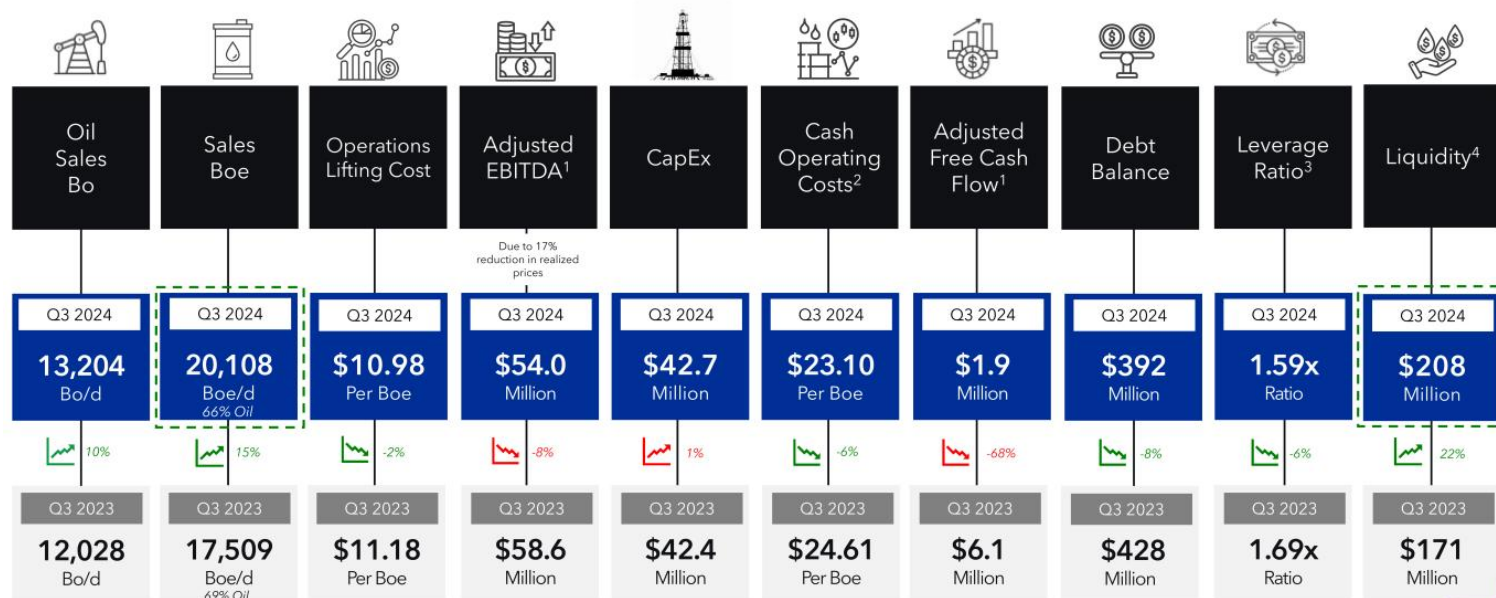 Oil
Sales
Bo
Sales
Boe
Operations
Lifting Cost
Adjusted
EBITDA¹
CapEx
Cash
Operating
Costs²
Adjusted
Free Cash
Flow¹
Debt
Balance
Leverage
Ratio³
Liquidity⁴
Due to 17%
reduction in realized
prices
Q3 2024
13,204
Bo/d
Q3 2024
20,108
Boe/d
66% Oil
Q3 2024
$10.98
Per Boe
Q3 2024
$54.0
Million
Q3 2024
$42.7
Million
Q3 2024
$23.10
Per Boe
Q3 2024
$1.9
Million
Q3 2024
$392
Million
Q3 2024
1.59x
Ratio
Q3 2024
$208
Million
10%
15%
-2%
-8%
1%
-6%
-68%
-8%
-6%
22%
Q3 2023
12,028
Bo/d
Q3 2023
17,509
Boe/d
69% Oil
Q3 2023
$11.18
Per Boe
Q3 2023
$58.6
Million
Q3 2023
$42.4
Million
Q3 2023
$24.61
Per Boe
Q3 2023
$6.1
Million
Q3 2023
$428
Million
Q3 2023
1.69x
Ratio
Q3 2023
$171
Million